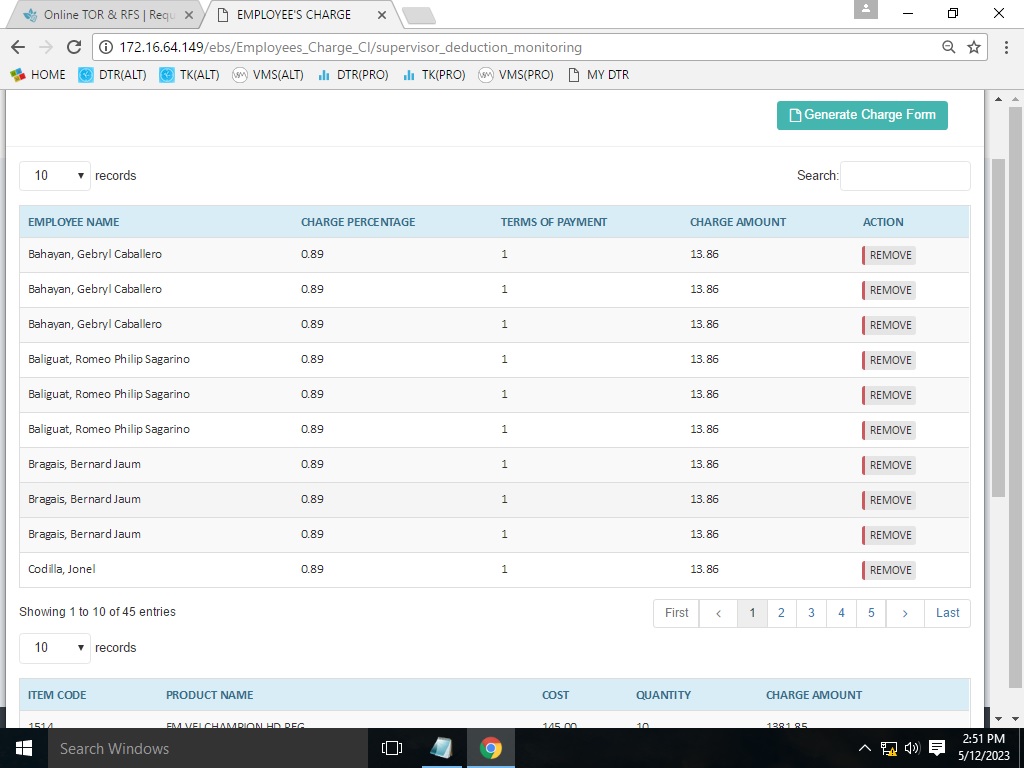 Online TOR & RFS | Requ
EMPLOYEE'S CHARGE
172.16.64.149/ebs/Employees_Charge_CI/supervisor_deduction_monitoring
HOME DTR(ALT) TK(ALT) VMS(ALT) DTR(PRO) TK(PRO) VMS(PRO) MY DTR
Generate Charge Form
10 records Search:
EMPLOYEE NAME CHARGE PERCENTAGE TERMS OF PAYMENT CHARGE AMOUNT ACTION
Bahayan, Gebryl Caballero 0.89 1 13.86 REMOVE
Bahayan, Gebryl Caballero 0.89 1 13.86 REMOVE
Bahayan, Gebryl Caballero 0.89 1 13.86 REMOVE
Baliguat, Romeo Philip Sagarino 0.89 1 13.86 REMOVE
Baliguat, Romeo Philip Sagarino 0.89 1 13.86 REMOVE
Baliguat, Romeo Philip Sagarino 0.89 1 13.86 REMOVE
Bragais, Bernard Jaum 0.89 1 13.86 REMOVE
Bragais, Bernard Jaum 0.89 1 13.86 REMOVE
Bragais, Bernard Jaum 0.89 1 13.86 REMOVE
Codilla, Jonel 0.89 1 13.86 REMOVE
Showing 1 to 10 of 45 entries First ‹ 1 2 3 4 5 › Last
10 records
ITEM CODE PRODUCT NAME COST QUANTITY CHARGE AMOUNT
1514 CHAMPION HD REG 145.00 10 1381.85
Search Windows
2:51 PM
5/12/2023